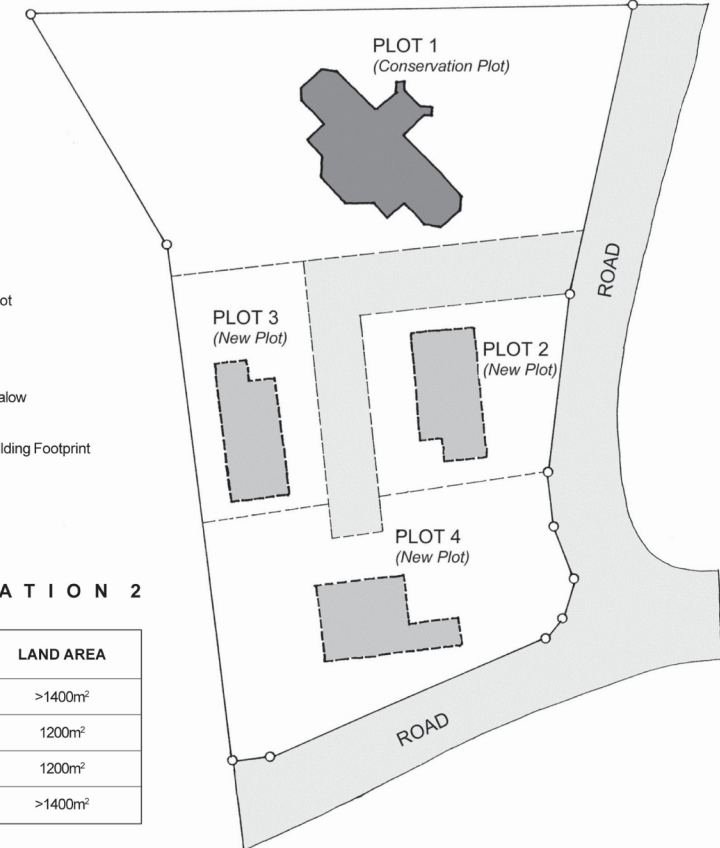 PLOT 1
(Conservation Plot)
ROAD
ot
PLOT 3
(New Plot)
PLOT 2
(New Plot)
alow
lding Footprint
PLOT 4
(New Plot)
ATION 2
LAND AREA
>1400m²
1200m²
1200m²
>1400m²
ROAD